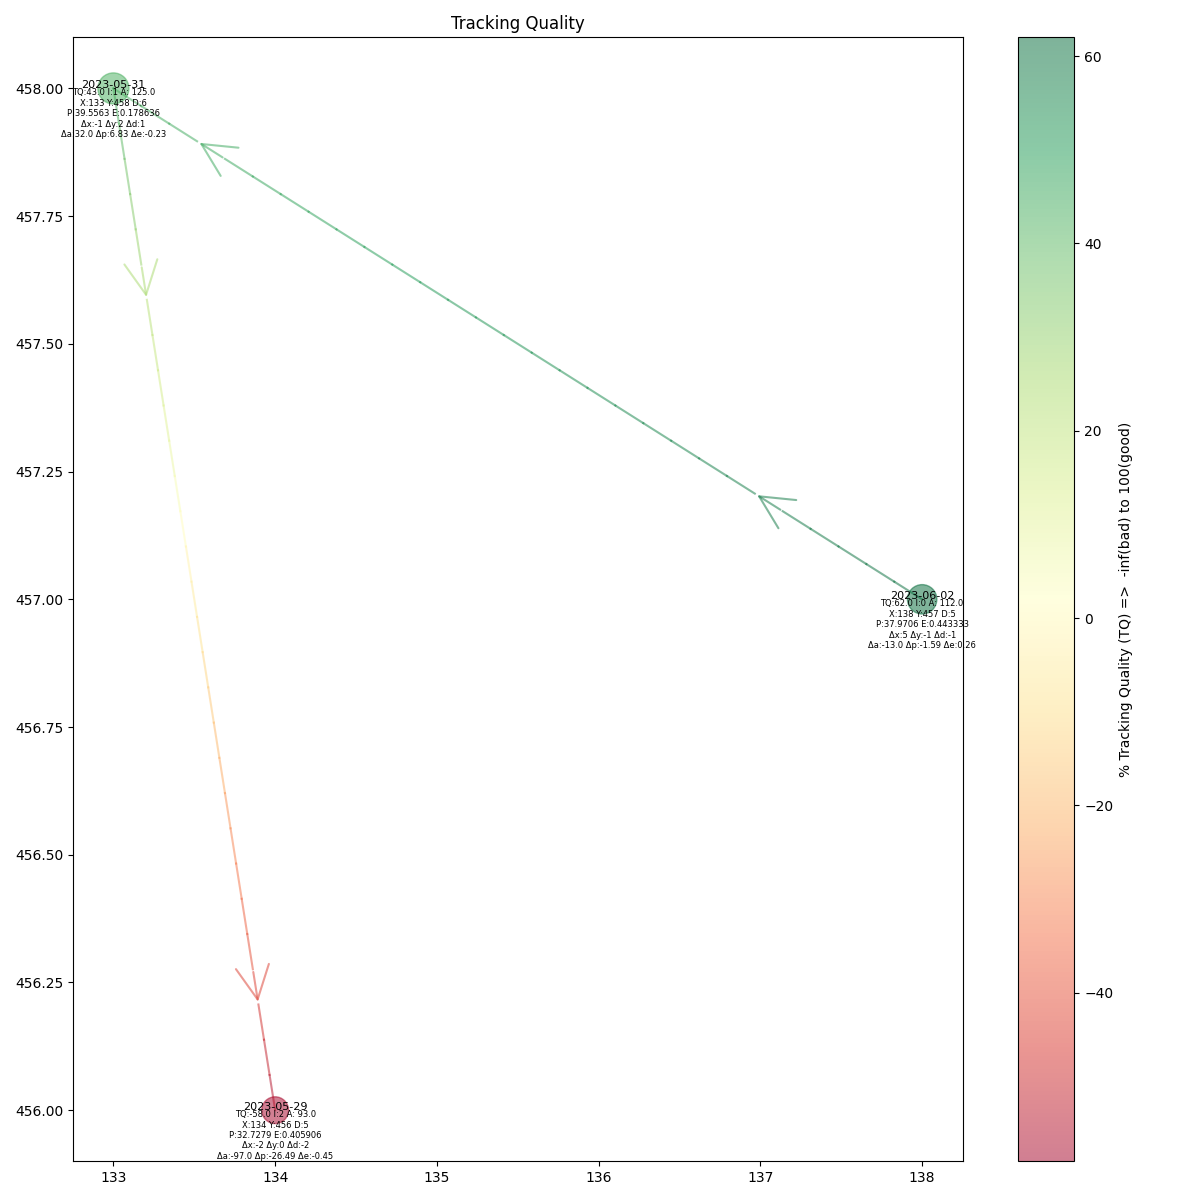 Tracking Quality
458.00
457.75
457.50
457.25
457.00
456.75
456.50
456.25
456.00
2023-05-31
TQ:43.0 I:1 A: 125.0
X:133 Y:458 D:6
P:39.5563 E:0.178636
Δx:-1 Δy:2 Δd:1
Δa:32.0 Δp:6.83 Δe:-0.23
2023-06-02
TQ:62.0 I:0 A: 112.0
X:138 Y:457 D:5
P:37.9706 E:0.443333
Δx:5 Δy:-1 Δd:-1
Δa:-13.0 Δp:-1.59 Δe:0.26
2023-05-29
TQ:-58.0 I:2 A: 93.0
X:134 Y:456 D:5
P:32.7279 E:0.405906
Δx:-2 Δy:0 Δd:-2
Δa:-97.0 Δp:-26.49 Δe:-0.45
133
134
135
136
137
138
60
40
20
0
−20
−40
% Tracking Quality (TQ) => -inf(bad) to 100(good)